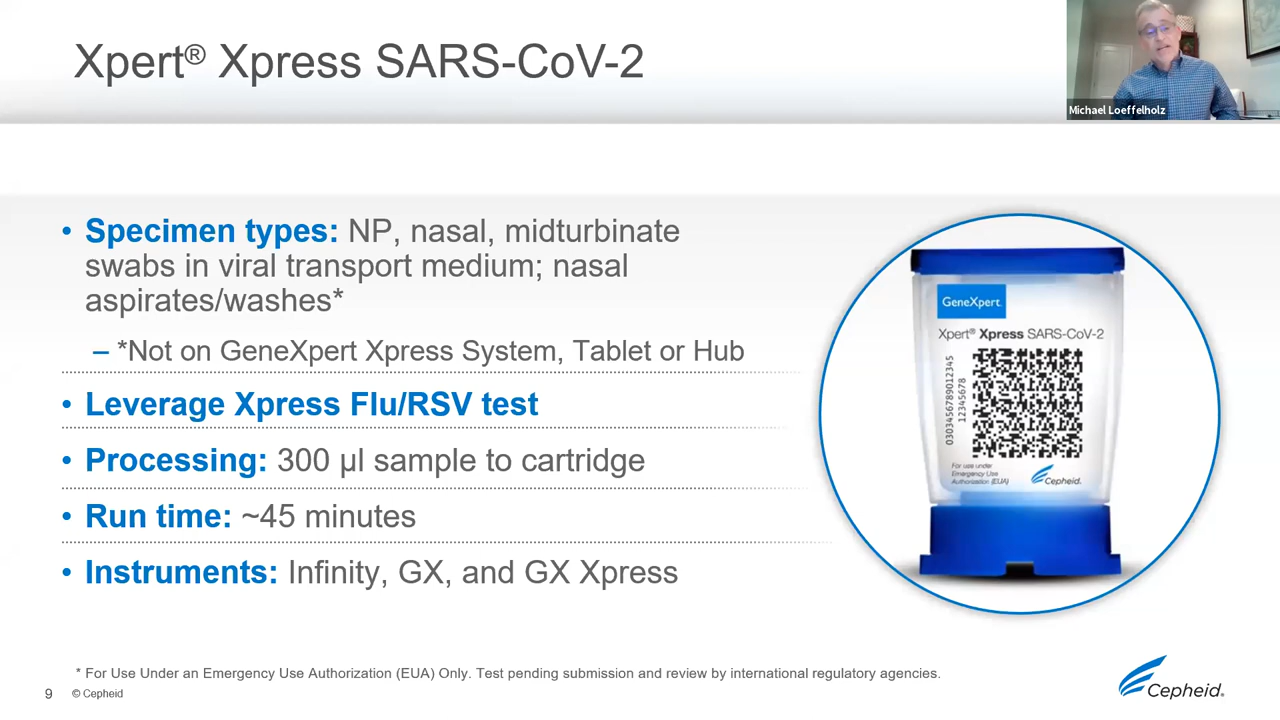 Xpert® Xpress SARS-CoV-2
Michael Loeffelholz
• Specimen types: NP, nasal, midturbinate
swabs in viral transport medium; nasal
aspirates/washes*
– *Not on GeneXpert Xpress System, Tablet or Hub
• Leverage Xpress Flu/RSV test
• Processing: 300 µl sample to cartridge
• Run time: ~45 minutes
• Instruments: Infinity, GX, and GX Xpress
GeneXpert
Xpert® Xpress SARS-CoV-2
0303456789012345
12345678
For use under
Emergency Use
Authorization (EUA)
Cepheid.
* For Use Under an Emergency Use Authorization (EUA) Only. Test pending submission and review by international regulatory agencies.
9 © Cepheid
Cepheid.